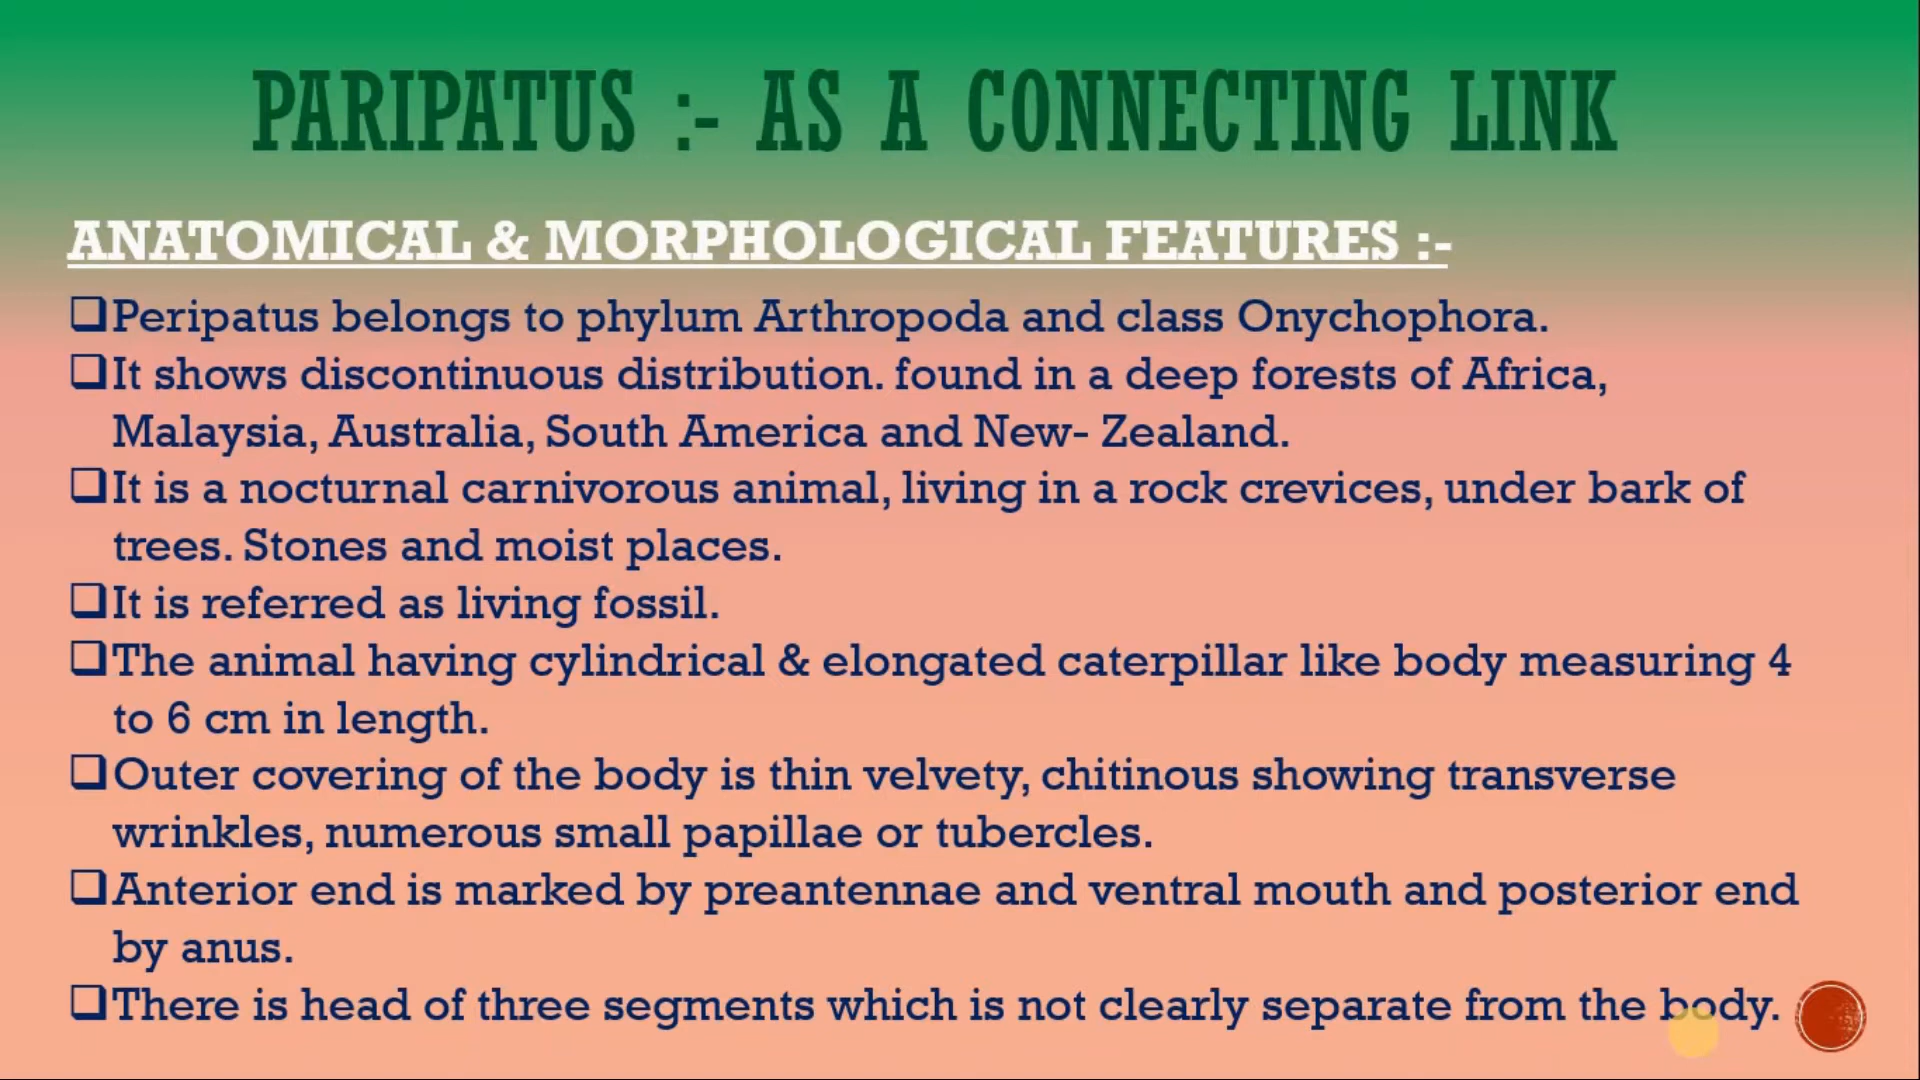 PARIPATUS :- AS A CONNECTING LINK
ANATOMICAL & MORPHOLOGICAL FEATURES :-
❑Peripatus belongs to phylum Arthropoda and class Onychophora.
❑It shows discontinuous distribution. found in a deep forests of Africa,
Malaysia, Australia, South America and New- Zealand.
❑It is a nocturnal carnivorous animal, living in a rock crevices, under bark of
trees. Stones and moist places.
❑It is referred as living fossil.
❑The animal having cylindrical & elongated caterpillar like body measuring 4
to 6 cm in length.
❑Outer covering of the body is thin velvety, chitinous showing transverse
wrinkles, numerous small papillae or tubercles.
❑Anterior end is marked by preantennae and ventral mouth and posterior end
by anus.
❑There is head of three segments which is not clearly separate from the body.